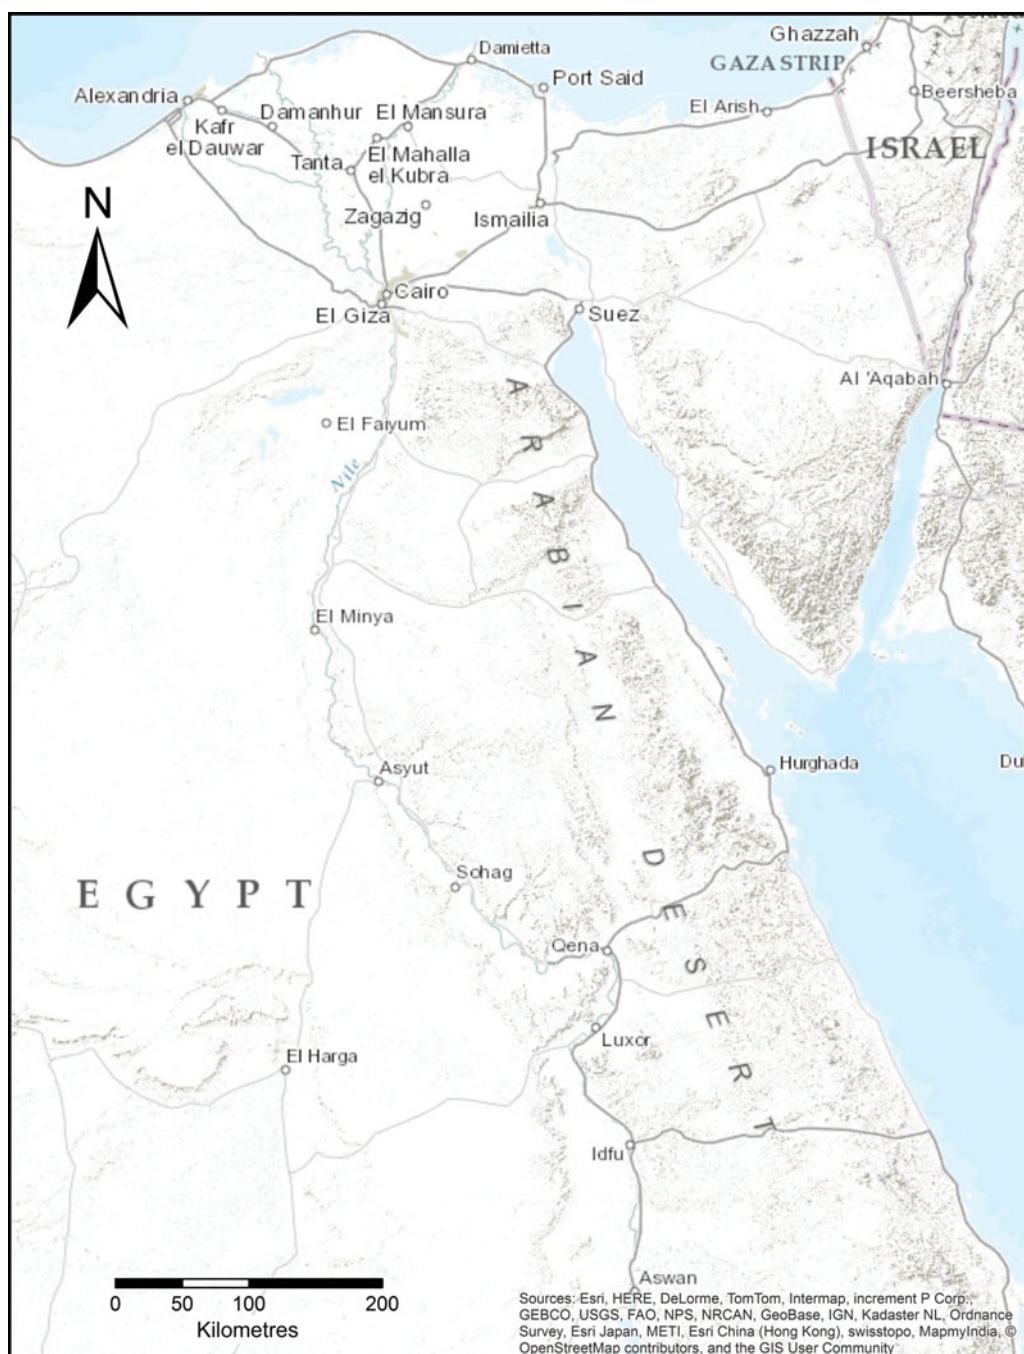 Damietta
Ghazzah
GAZA STRIP
Port Said
Alexandria
El Arish
Beersheba
Damanhur
El Mansura
Kafr
el Dauwar
ISRAEL
Tanta
El Mahalla
el Kubra
N
Zagazig
Ismailia
Cairo
El Giza
Suez
Al 'Aqabah
El Faiyum
Nile
ARABIAN DESERT
El Minya
Hurghada
Du
Asyut
EGYPT
Sohag
Qena
Luxor
El Harga
Idfu
Aswan
0 50 100 200
Kilometres
Sources: Esri, HERE, DeLorme, TomTom, Intermap, increment P Corp.,
GEBCO, USGS, FAO, NPS, NRCAN, GeoBase, IGN, Kadaster NL, Ordnance
Survey, Esri Japan, METI, Esri China (Hong Kong), swisstopo, MapmyIndia, ©
OpenStreetMap contributors, and the GIS User Community